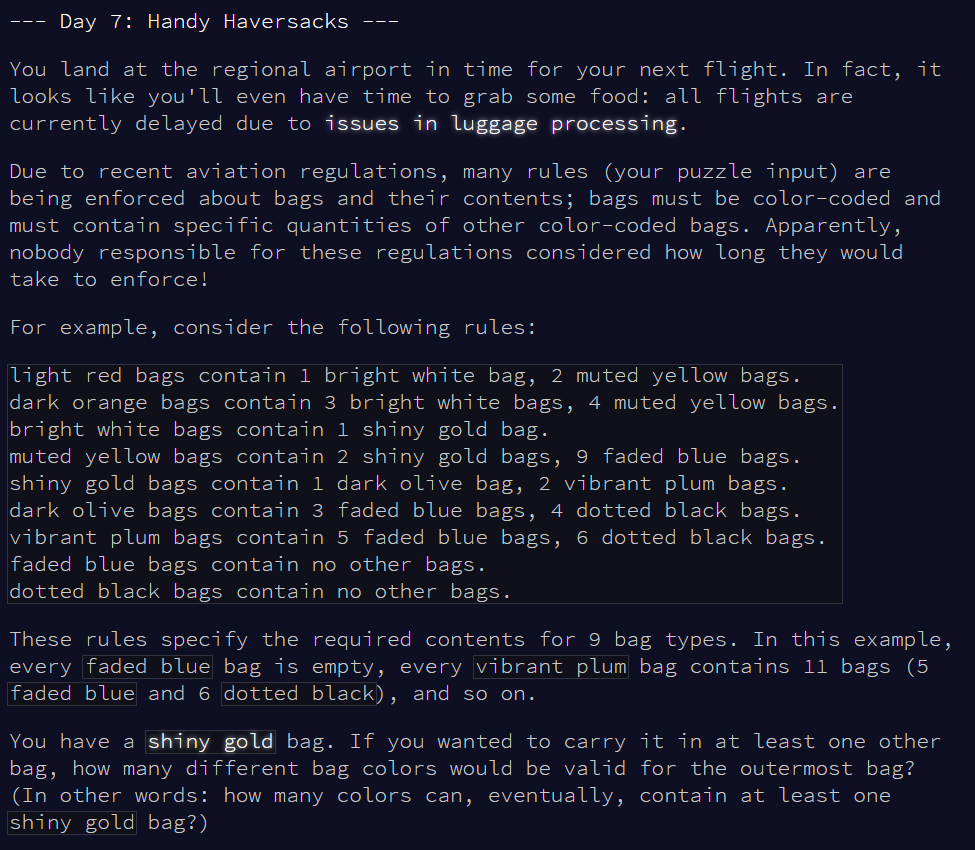 --- Day 7: Handy Haversacks ---
You land at the regional airport in time for your next flight. In fact, it
looks like you'll even have time to grab some food: all flights are
currently delayed due to issues in luggage processing.
Due to recent aviation regulations, many rules (your puzzle input) are
being enforced about bags and their contents; bags must be color-coded and
must contain specific quantities of other color-coded bags. Apparently,
nobody responsible for these regulations considered how long they would
take to enforce!
For example, consider the following rules:
light red bags contain 1 bright white bag, 2 muted yellow bags.
dark orange bags contain 3 bright white bags, 4 muted yellow bags.
bright white bags contain 1 shiny gold bag.
muted yellow bags contain 2 shiny gold bags, 9 faded blue bags.
shiny gold bags contain 1 dark olive bag, 2 vibrant plum bags.
dark olive bags contain 3 faded blue bags, 4 dotted black bags.
vibrant plum bags contain 5 faded blue bags, 6 dotted black bags.
faded blue bags contain no other bags.
dotted black bags contain no other bags.
These rules specify the required contents for 9 bag types. In this example,
every faded blue bag is empty, every vibrant plum bag contains 11 bags (5
faded blue and 6 dotted black), and so on.
You have a shiny gold bag. If you wanted to carry it in at least one other
bag, how many different bag colors would be valid for the outermost bag?
(In other words: how many colors can, eventually, contain at least one
shiny gold bag?)